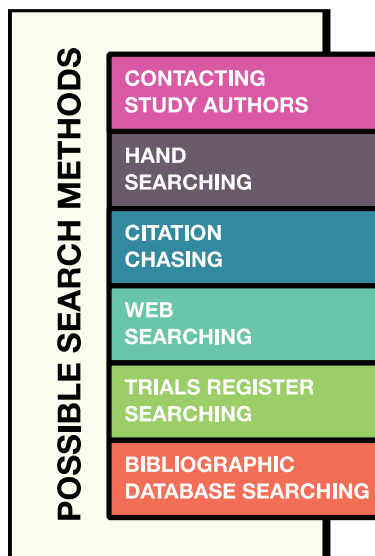 POSSIBLE SEARCH METHODS
CONTACTING
STUDY AUTHORS
HAND
SEARCHING
CITATION
CHASING
WEB
SEARCHING
TRIALS REGISTER
SEARCHING
BIBLIOGRAPHIC
DATABASE SEARCHING